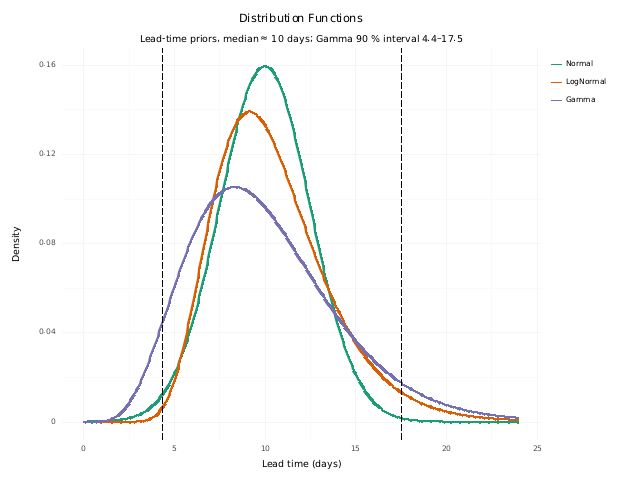 Distribution Functions
Lead-time priors, median ≈ 10 days; Gamma 90 % interval 4.4–17.5
Normal
LogNormal
Gamma
Density
0.16
0.12
0.08
0.04
0
0 5 10 15 20 25
Lead time (days)